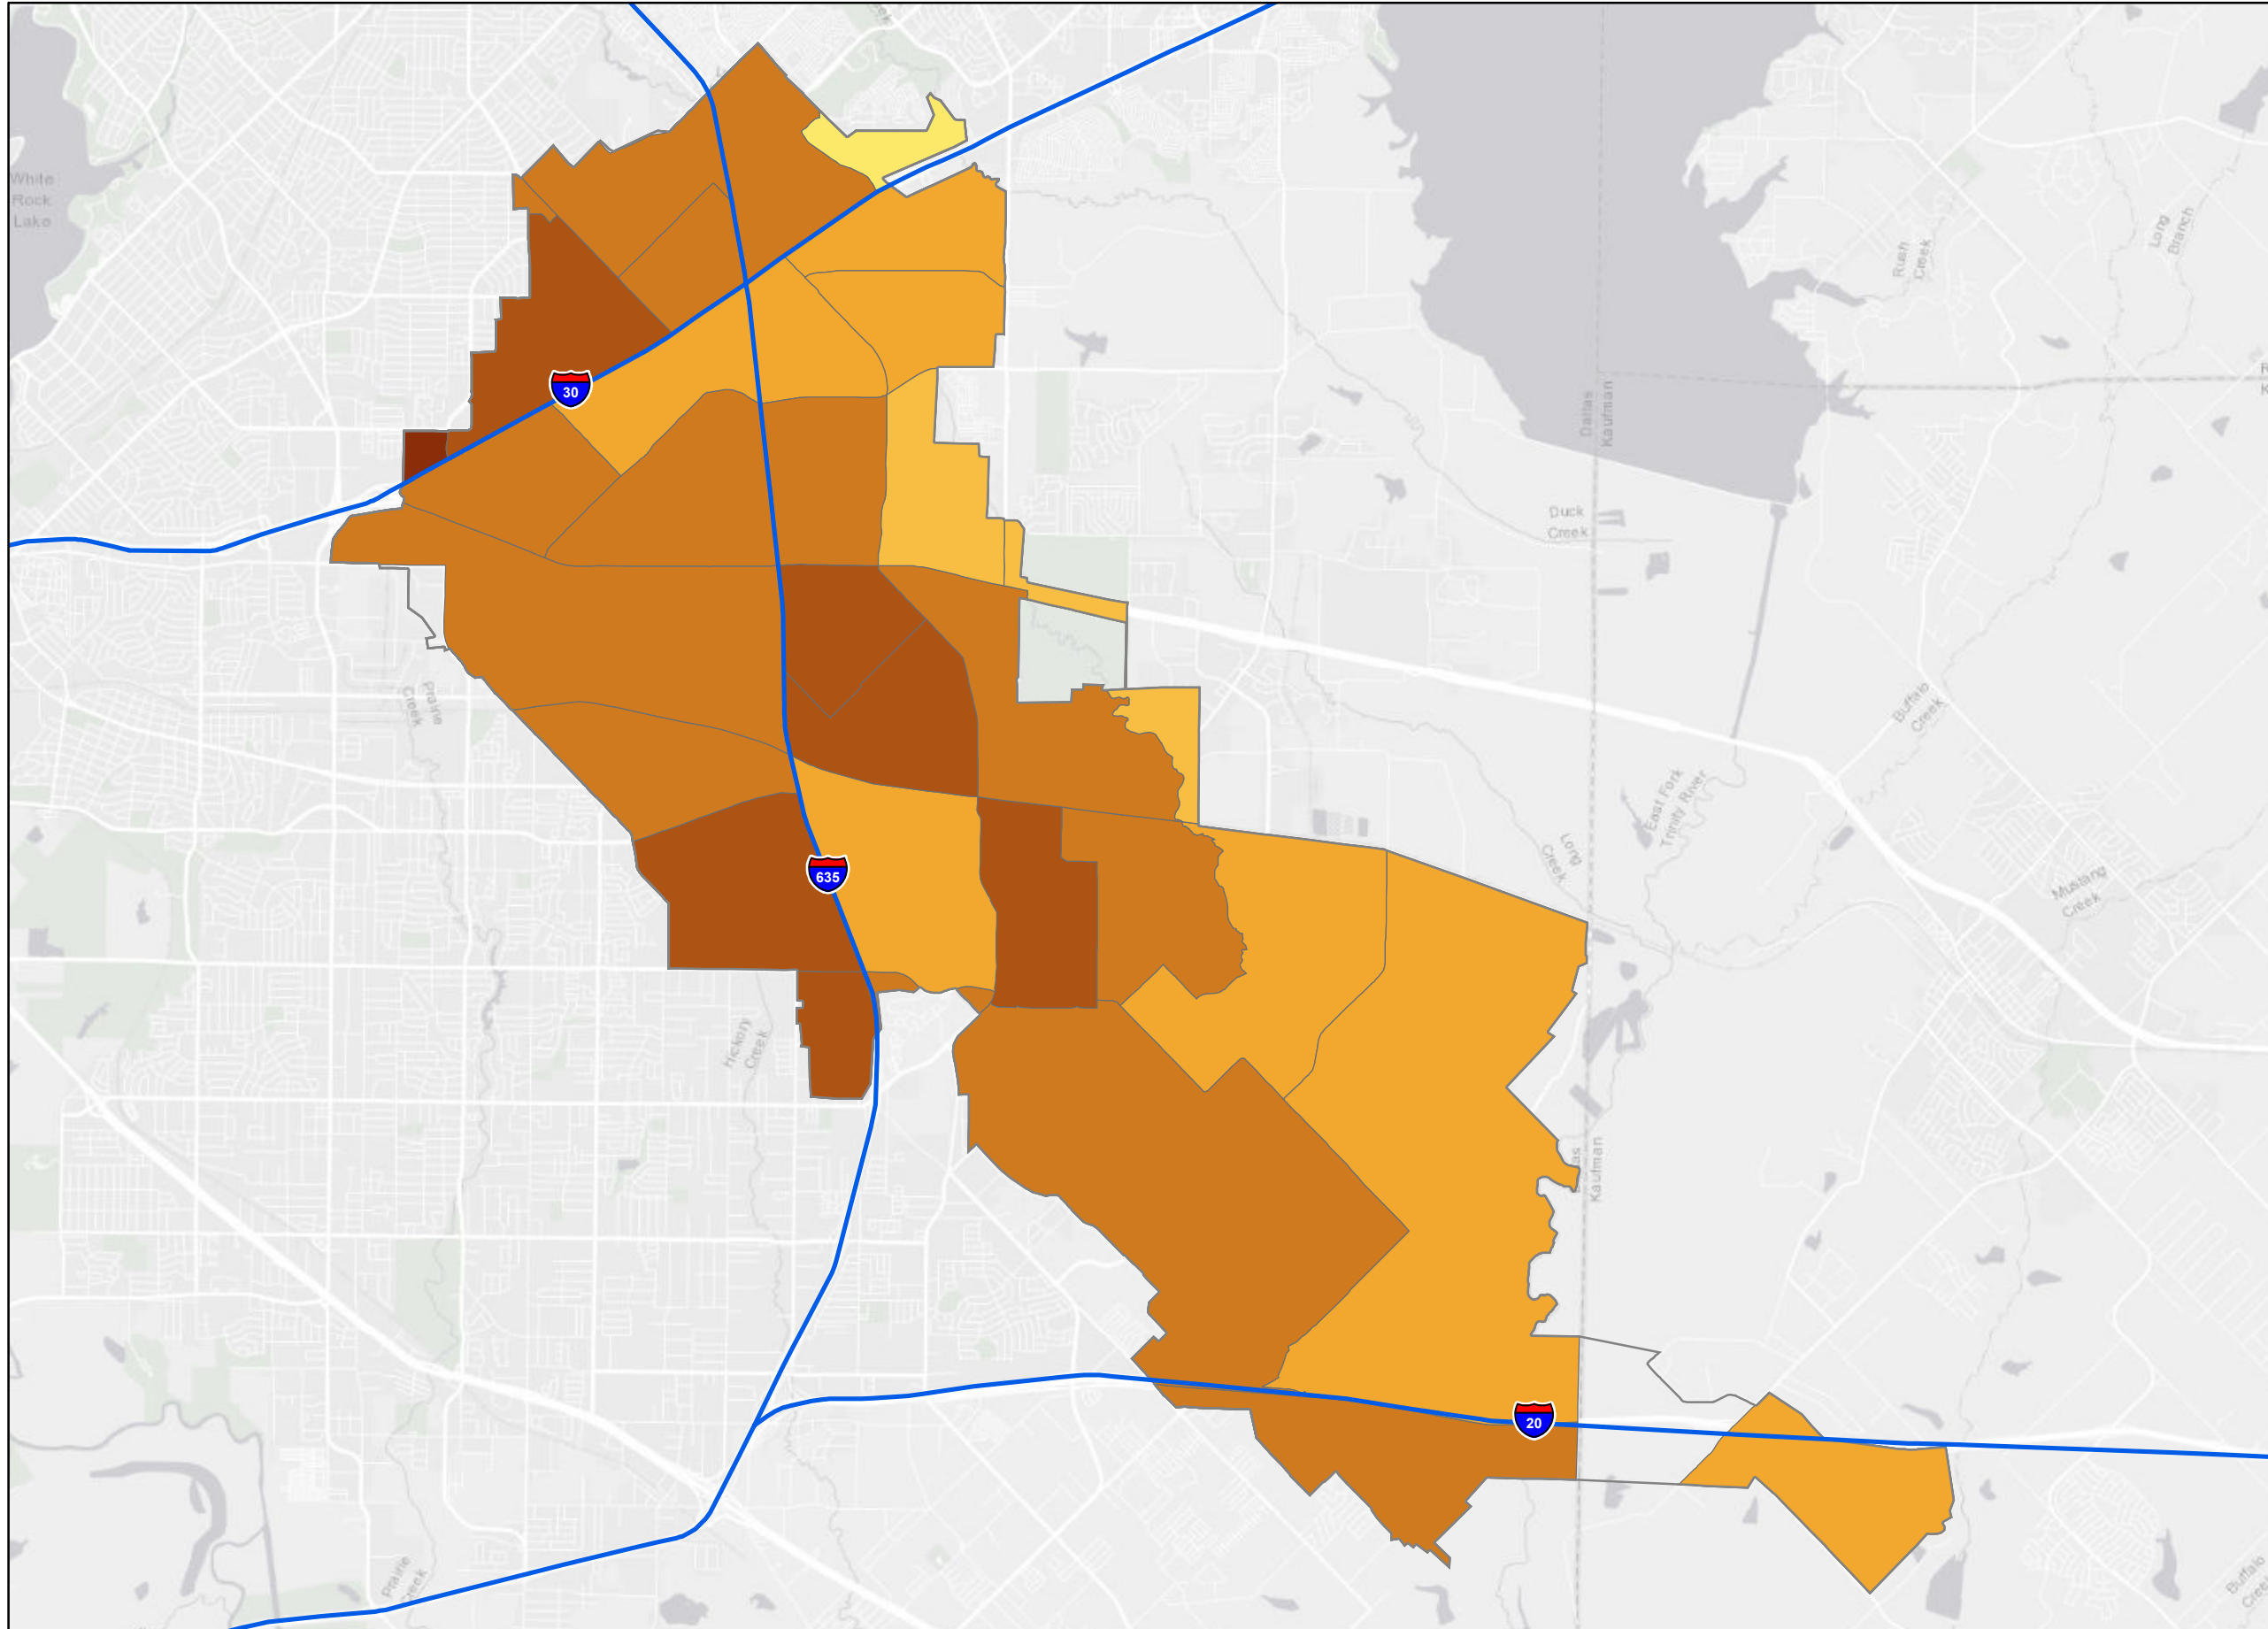 White
Rock
Lake
Long
Branch
Rush
Creek
30
Dallas
Kaufman
Duck
Creek
Prairie
Creek
Buffalo
Creek
East Fork
Trinity River
Long
Creek
635
Mustang
Creek
Hickory
Creek
Kaufman
20
Prairie
Creek
Buffalo